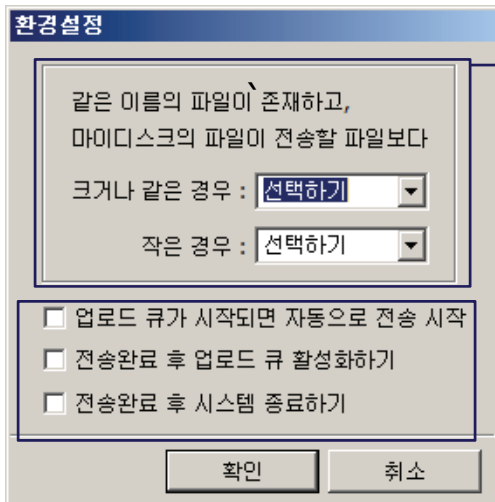 환경설정
같은 이름의 파일이 존재하고,
마이디스크의 파일이 전송할 파일보다
크거나 같은 경우 : 선택하기
작은 경우 : 선택하기
업로드 큐가 시작되면 자동으로 전송 시작
전송완료 후 업로드 큐 활성화하기
전송완료 후 시스템 종료하기
확인 취소